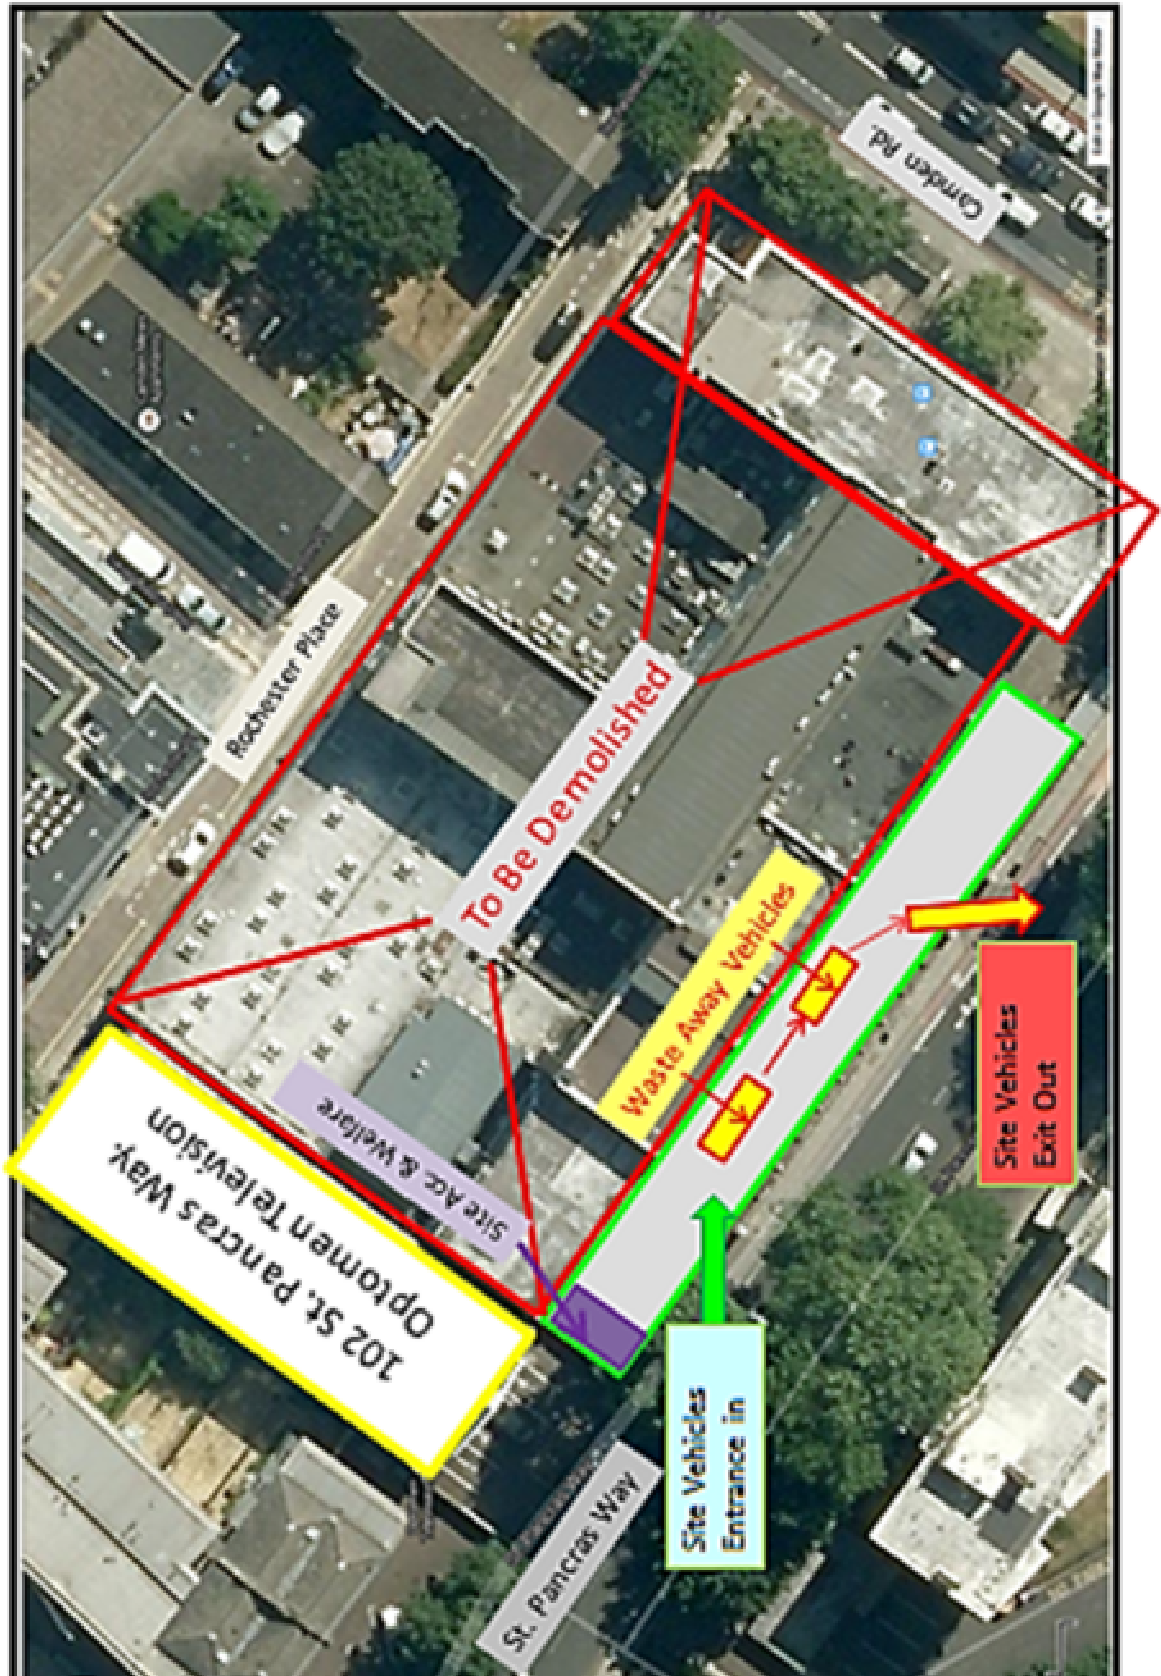 Camden Rd.
Rochester Place
To Be Demolished
Waste Away Vehicles
Site Acc. & Welfare
102 St. Pancras Way.
Optomen Television
Site Vehicles
Exit Out
Site Vehicles
Entrance in
St. Pancras Way